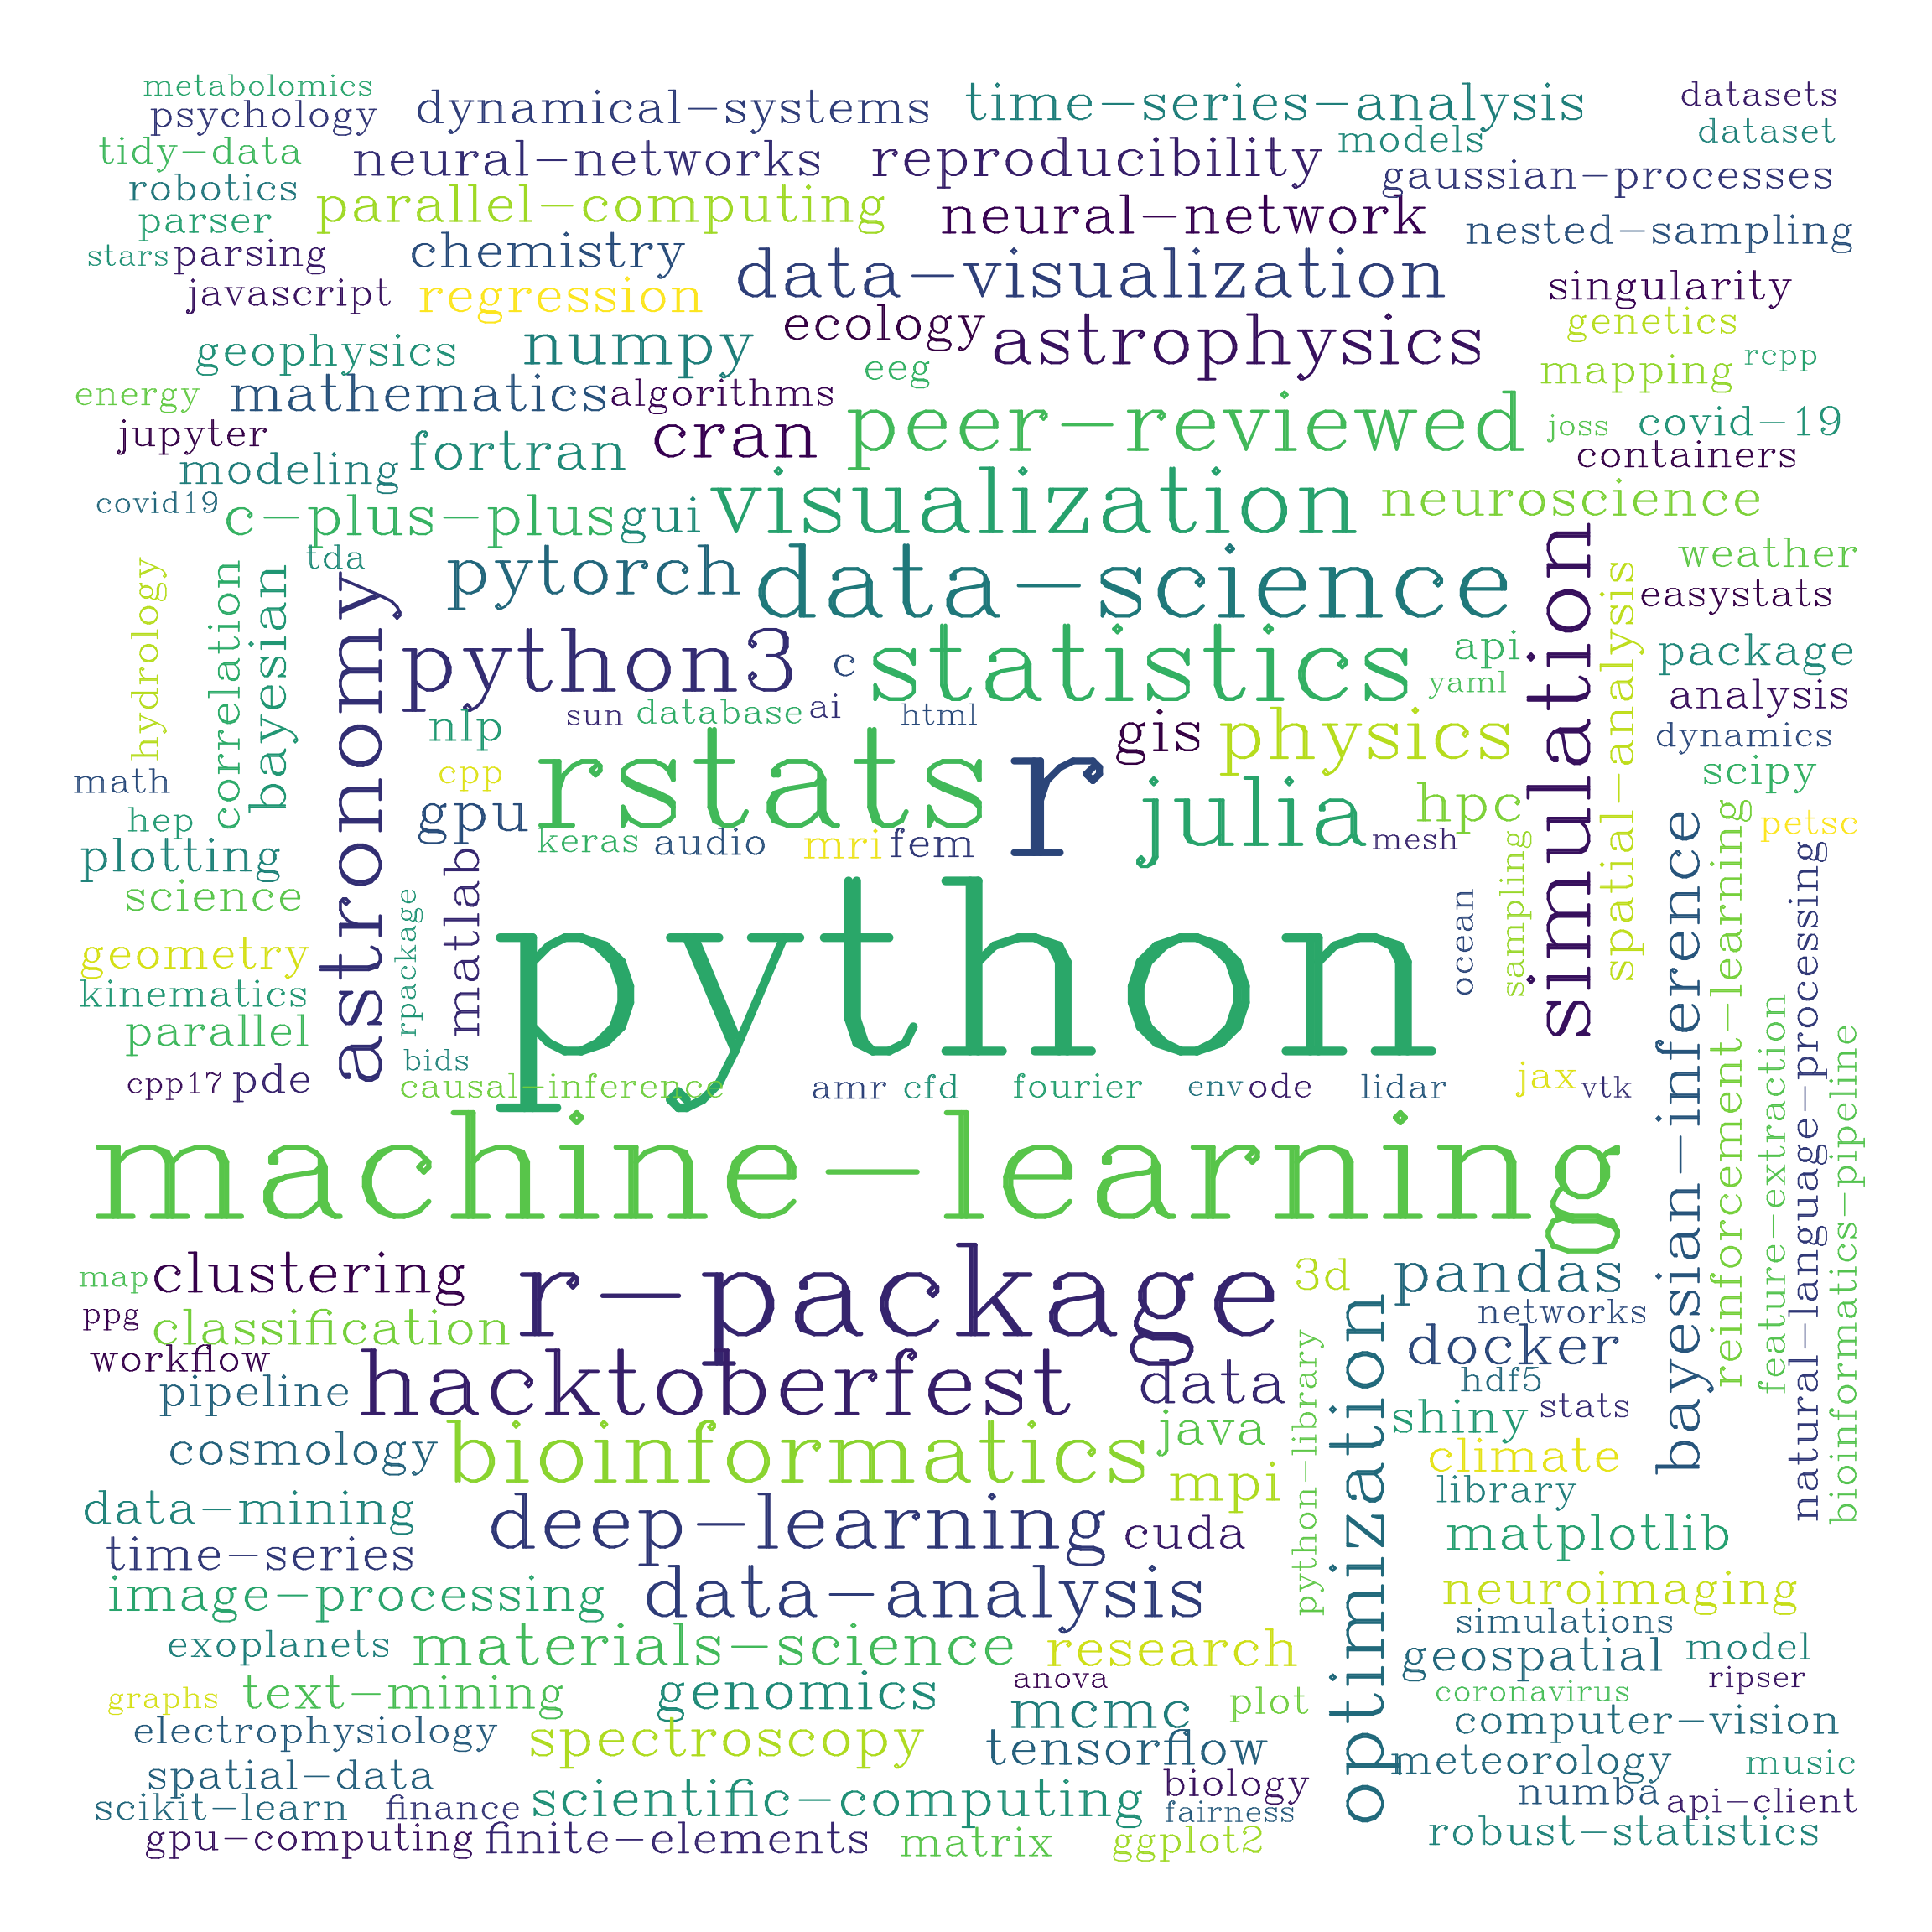 metabolomics
psychology
dynamical-systems
time-series-analysis
datasets
dataset
tidy-data
neural-networks
reproducibility
models
gaussian-processes
robotics
parallel-computing
neural-network
parser
nested-sampling
stars
parsing
chemistry
data-visualization
javascript
regression
singularity
ecology
astrophysics
genetics
geophysics
numpy
eeg
mapping
rcpp
energy
mathematics
algorithms
peer-reviewed
joss
covid-19
jupyter
fortran
cran
containers
modeling
visualization
neuroscience
covid19
c-plus-plus
gui
tda
pytorch
data-science
simulation
weather
hydrology
correlation
bayesian
astronomy
python3
c
statistics
api
yaml
spatial-analysis
easystats
package
analysis
nlp
sun
database
ai
html
gis
physics
dynamics
math
cpp
rstats
r
julia
hpc
scipy
hep
gpu
keras
audio
mri
fem
mesh
petsc
plotting
science
matlab
rpackage
python
ocean
sampling
bayesian-inference
reinforcement-learning
feature-extraction
natural-language-processing
bioinformatics-pipeline
geometry
kinematics
parallel
bids
cpp17
pde
causal-inference
amr
cfd
fourier
env
ode
lidar
jax
vtk
machine-learning
map
clustering
r-package
3d
pandas
ppg
classification
networks
workflow
hacktoberfest
data
docker
pipeline
python-library
optimization
hdf5
shiny
stats
cosmology
bioinformatics
java
climate
mpi
library
data-mining
deep-learning
cuda
matplotlib
time-series
image-processing
data-analysis
neuroimaging
simulations
exoplanets
materials-science
research
geospatial
model
anova
ripser
graphs
text-mining
genomics
mcmc
plot
coronavirus
electrophysiology
spectroscopy
tensorflow
computer-vision
meteorology
music
spatial-data
biology
numba
scikit-learn
finance
scientific-computing
fairness
api-client
gpu-computing
finite-elements
matrix
ggplot2
robust-statistics